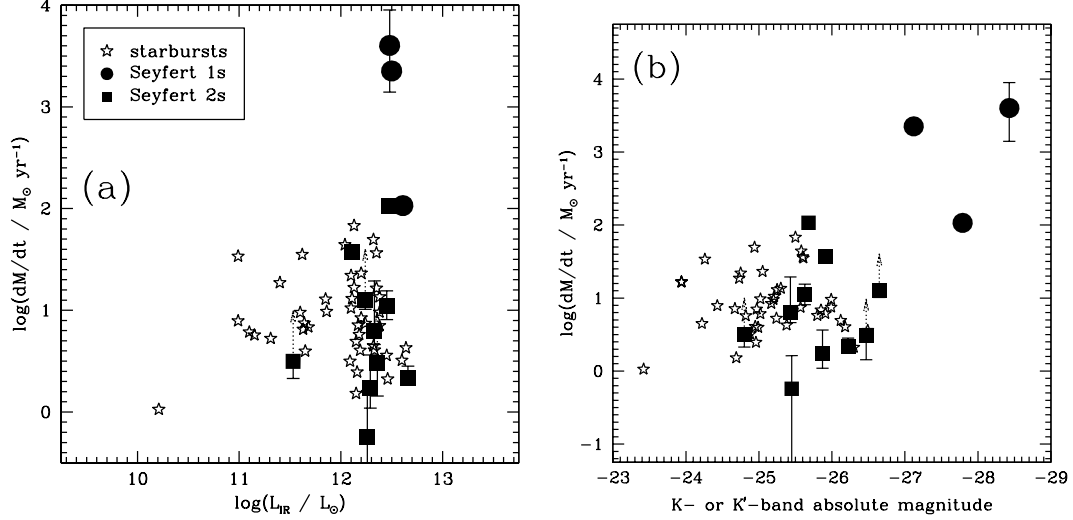 4
3
2
1
0
log(dM/dt / M⊙ yr⁻¹)
starbursts
Seyfert 1s
Seyfert 2s
(a)
10
11
12
13
log(L_IR / L⊙)
4
3
2
1
0
−1
log(dM/dt / M⊙ yr⁻¹)
(b)
−23
−24
−25
−26
−27
−28
−29
K− or K′−band absolute magnitude